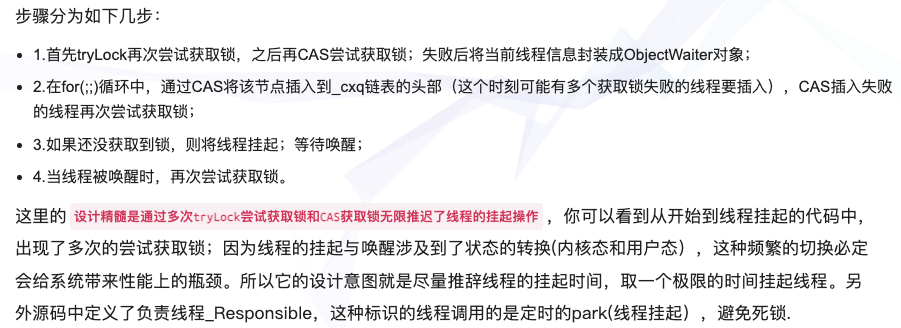 步骤分为如下几步：
• 1.首先tryLock再次尝试获取锁，之后再CAS尝试获取锁；失败后将当前线程信息封装成ObjectWaiter对象；
• 2.在for(;;)循环中，通过CAS将该节点插入到_cxq链表的头部（这个时刻可能有多个获取锁失败的线程要插入），CAS插入失败
的线程再次尝试获取锁；
• 3.如果还没获取到锁，则将线程挂起；等待唤醒；
• 4.当线程被唤醒时，再次尝试获取锁。
这里的 设计精髓是通过多次tryLock尝试获取锁和CAS获取锁无限推迟了线程的挂起操作 ，你可以看到从开始到线程挂起的代码中，
出现了多次的尝试获取锁；因为线程的挂起与唤醒涉及到了状态的转换(内核态和用户态），这种频繁的切换必定
会给系统带来性能上的瓶颈。所以它的设计意图就是尽量推辞线程的挂起时间，取一个极限的时间挂起线程。另
外源码中定义了负责线程_Responsible，这种标识的线程调用的是定时的park(线程挂起），避免死锁.